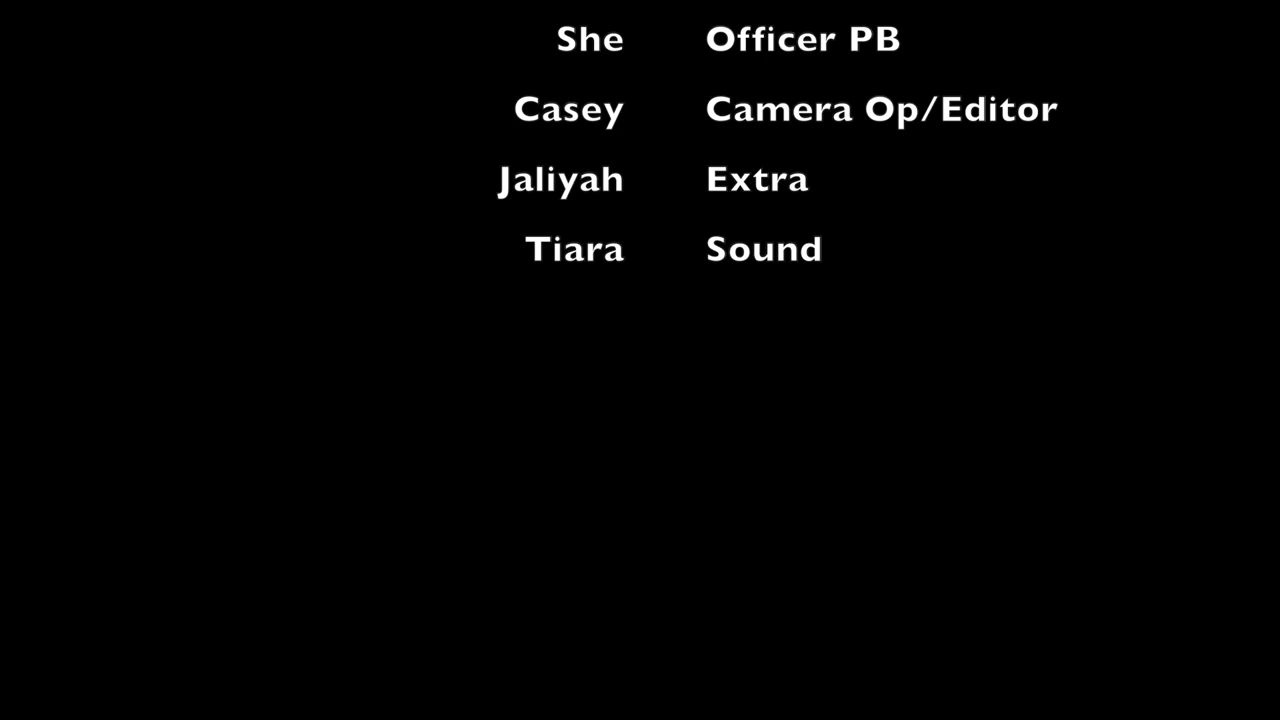 She Officer PB
Casey Camera Op/Editor
Jaliyah Extra
Tiara Sound